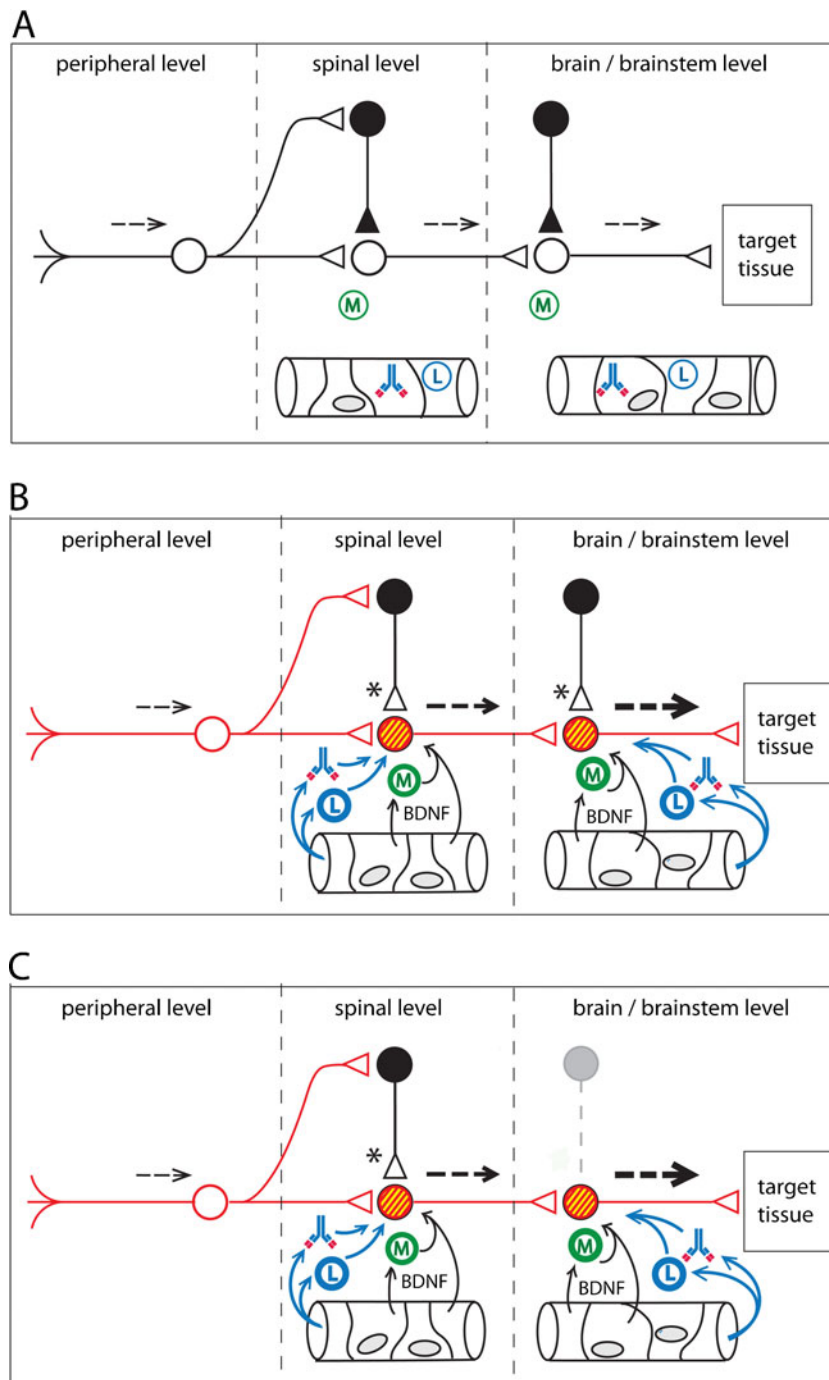 A
peripheral level
spinal level
brain / brainstem level
target
tissue
M
M
L
L
B
peripheral level
spinal level
brain / brainstem level
*
*
target
tissue
M
M
L
L
BDNF
BDNF
C
peripheral level
spinal level
brain / brainstem level
*
target
tissue
M
M
L
L
BDNF
BDNF